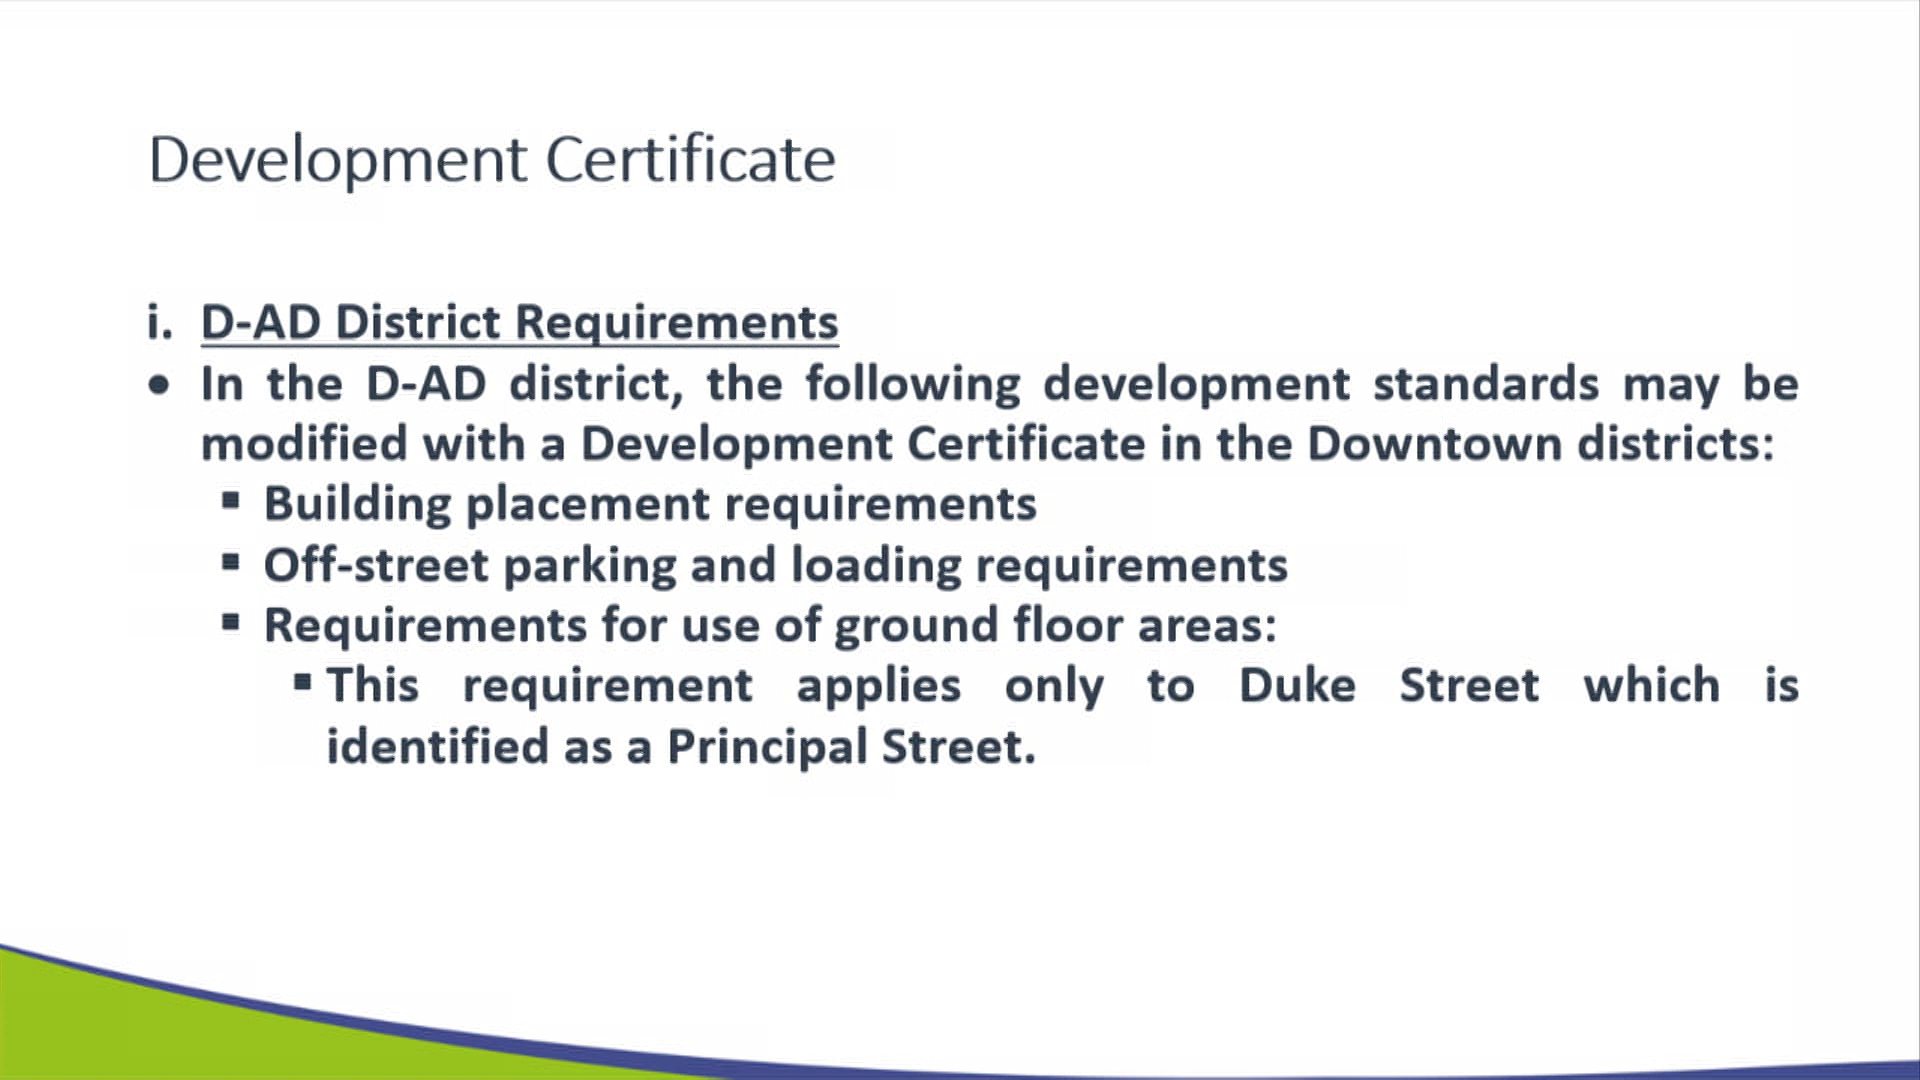 Development Certificate
i. D-AD District Requirements
• In the D-AD district, the following development standards may be
modified with a Development Certificate in the Downtown districts:
▪ Building placement requirements
▪ Off-street parking and loading requirements
▪ Requirements for use of ground floor areas:
▪ This requirement applies only to Duke Street which is
identified as a Principal Street.